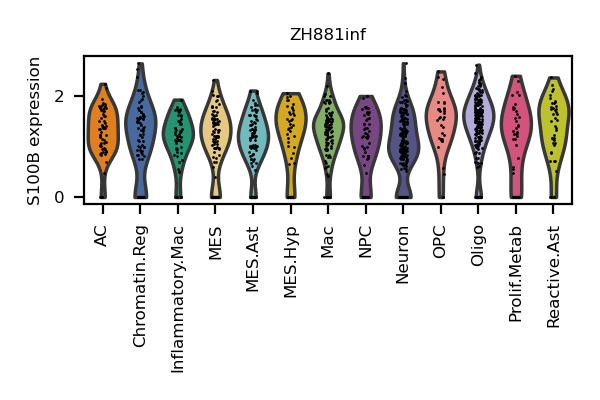 ZH881inf
S100B expression
2
0
AC
Chromatin.Reg
Inflammatory.Mac
MES
MES.Ast
MES.Hyp
Mac
NPC
Neuron
OPC
Oligo
Prolif.Metab
Reactive.Ast